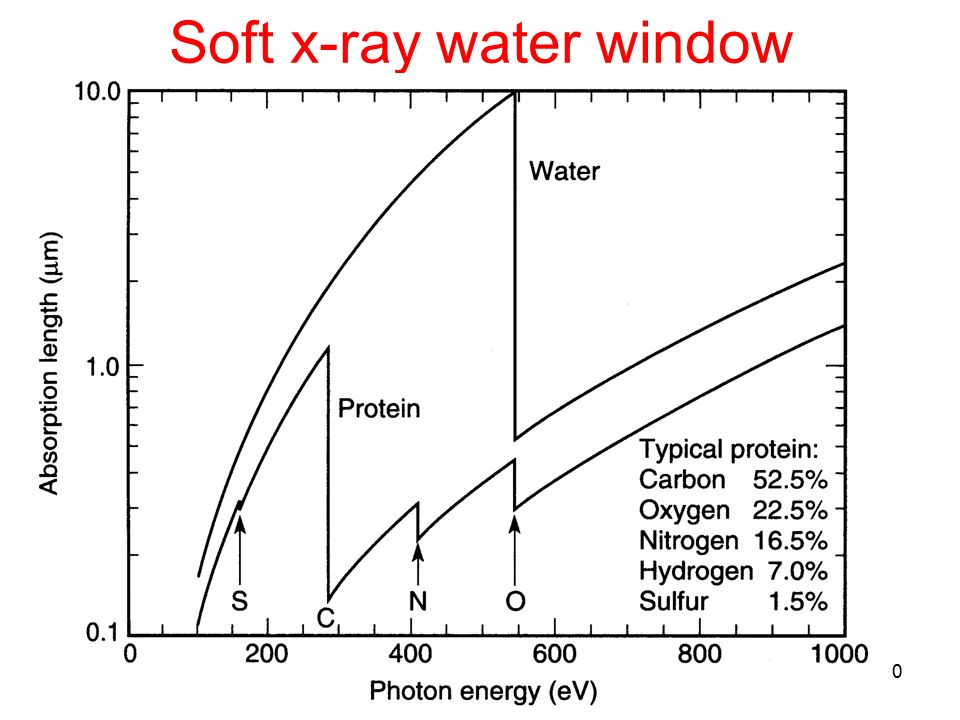 Soft x-ray water window
10.0
1.0
0.1
Absorption length (μm)
Water
Protein
Typical protein:
Carbon 52.5%
Oxygen 22.5%
Nitrogen 16.5%
Hydrogen 7.0%
Sulfur 1.5%
S
C
N
O
0 200 400 600 800 1000
Photon energy (eV)
0